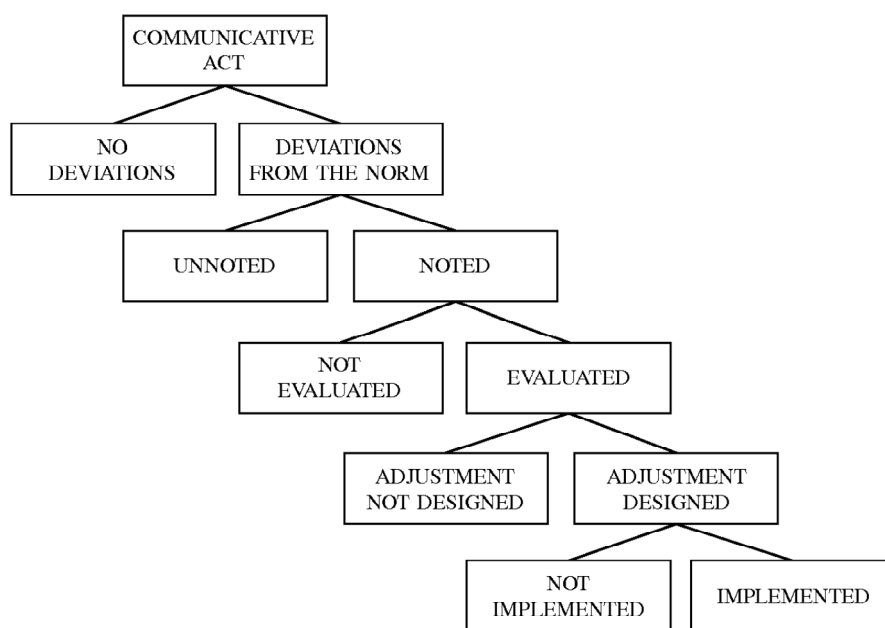 COMMUNICATIVE
ACT
NO
DEVIATIONS
DEVIATIONS
FROM THE NORM
UNNOTED
NOTED
NOT
EVALUATED
EVALUATED
ADJUSTMENT
NOT DESIGNED
ADJUSTMENT
DESIGNED
NOT
IMPLEMENTED
IMPLEMENTED